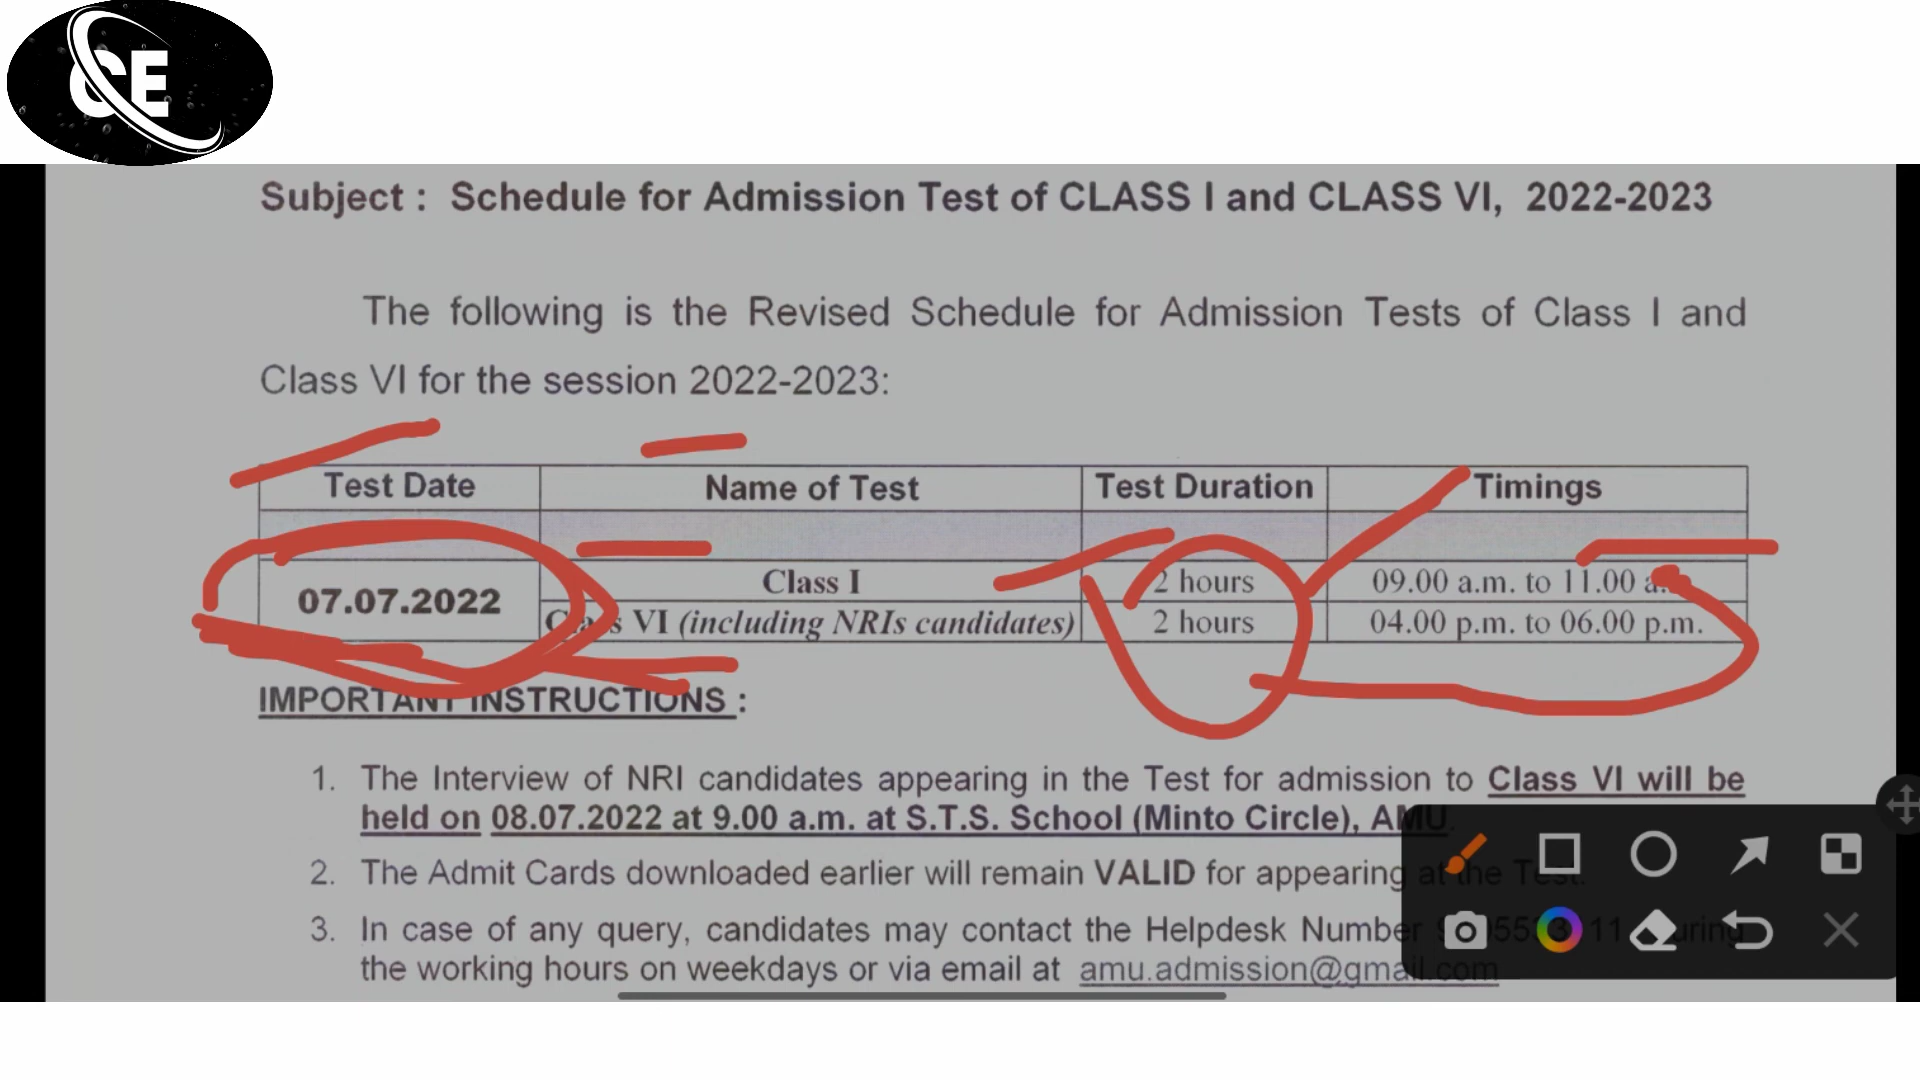 CE
Subject : Schedule for Admission Test of CLASS I and CLASS VI, 2022-2023
The following is the Revised Schedule for Admission Tests of Class I and
Class VI for the session 2022-2023:
Test Date Name of Test Test Duration Timings
07.07.2022 Class I 2 hours 09.00 a.m. to 11.00
Class VI (including NRIs candidates) 2 hours 04.00 p.m. to 06.00 p.m.
IMPORTANT INSTRUCTIONS :
1. The Interview of NRI candidates appearing in the Test for admission to Class VI will be
held on 08.07.2022 at 9.00 a.m. at S.T.S. School (Minto Circle), AMU.
2. The Admit Cards downloaded earlier will remain VALID for appearing at the Test.
3. In case of any query, candidates may contact the Helpdesk Number during
the working hours on weekdays or via email at amu.admission@gmail.com